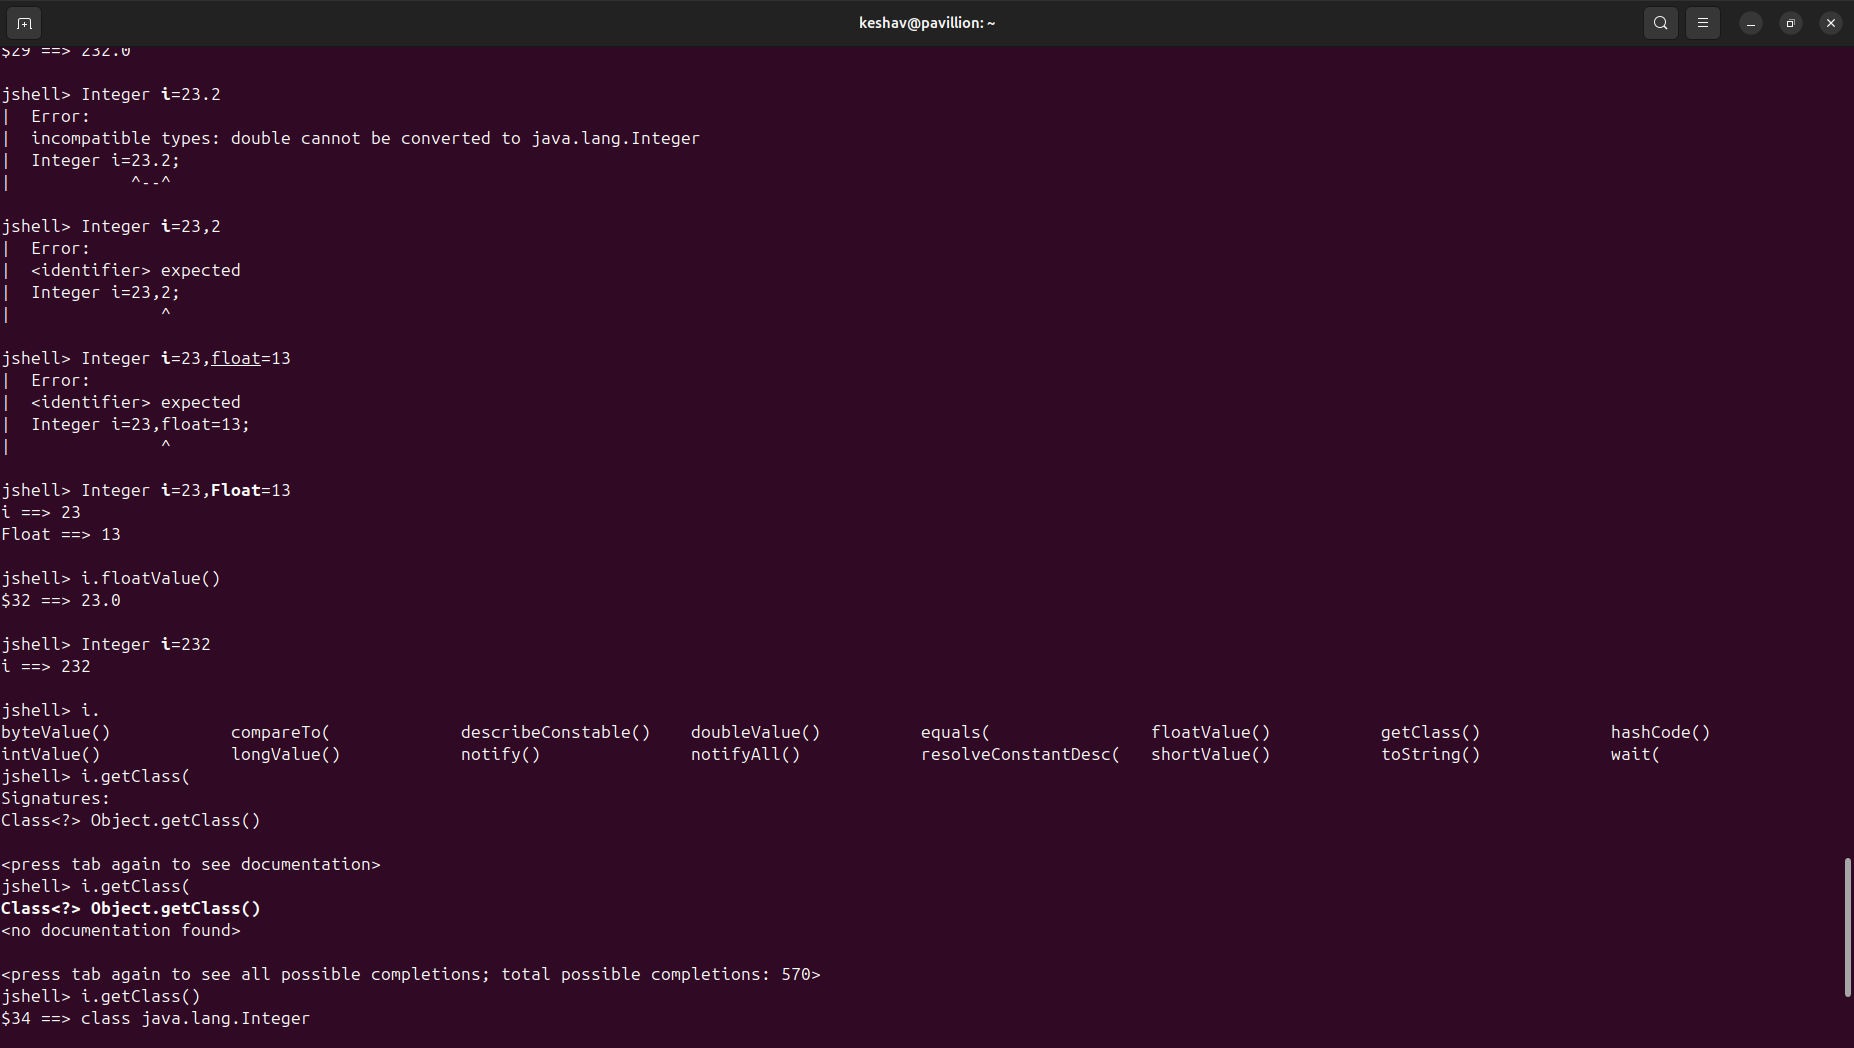 keshav@pavillion: ~
$29 ==> 232.0
jshell> Integer i=23.2
|  Error:
|  incompatible types: double cannot be converted to java.lang.Integer
|  Integer i=23.2;
|            ^--^
jshell> Integer i=23,2
|  Error:
|  <identifier> expected
|  Integer i=23,2;
|               ^
jshell> Integer i=23,float=13
|  Error:
|  <identifier> expected
|  Integer i=23,float=13;
|               ^
jshell> Integer i=23,Float=13
i ==> 23
Float ==> 13
jshell> i.floatValue()
$32 ==> 23.0
jshell> Integer i=232
i ==> 232
jshell> i.
byteValue()            compareTo(             describeConstable()    doubleValue()          equals(                floatValue()           getClass()             hashCode()
intValue()             longValue()            notify()               notifyAll()            resolveConstantDesc(   shortValue()           toString()             wait(
jshell> i.getClass(
Signatures:
Class<?> Object.getClass()
<press tab again to see documentation>
jshell> i.getClass(
Class<?> Object.getClass()
<no documentation found>
<press tab again to see all possible completions; total possible completions: 570>
jshell> i.getClass()
$34 ==> class java.lang.Integer